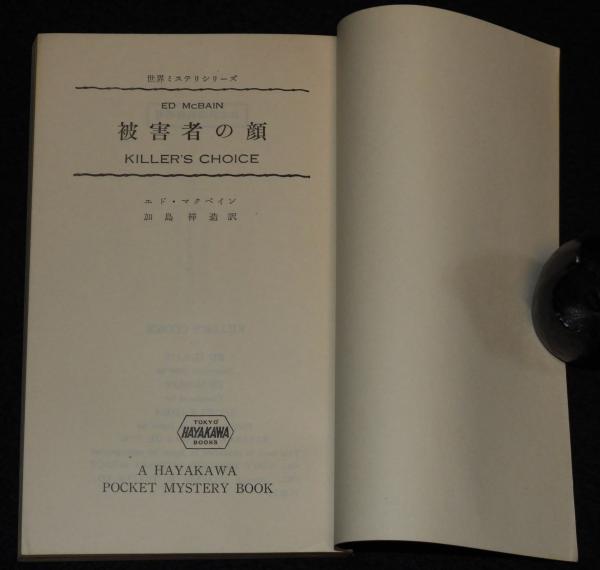 世界ミステリシリーズ
ED McBAIN
被害者の顔
KILLER'S CHOICE
エド・マクベイン
加島祥造訳
TOKYO
HAYAKAWA
BOOKS
A HAYAKAWA
POCKET MYSTERY BOOK